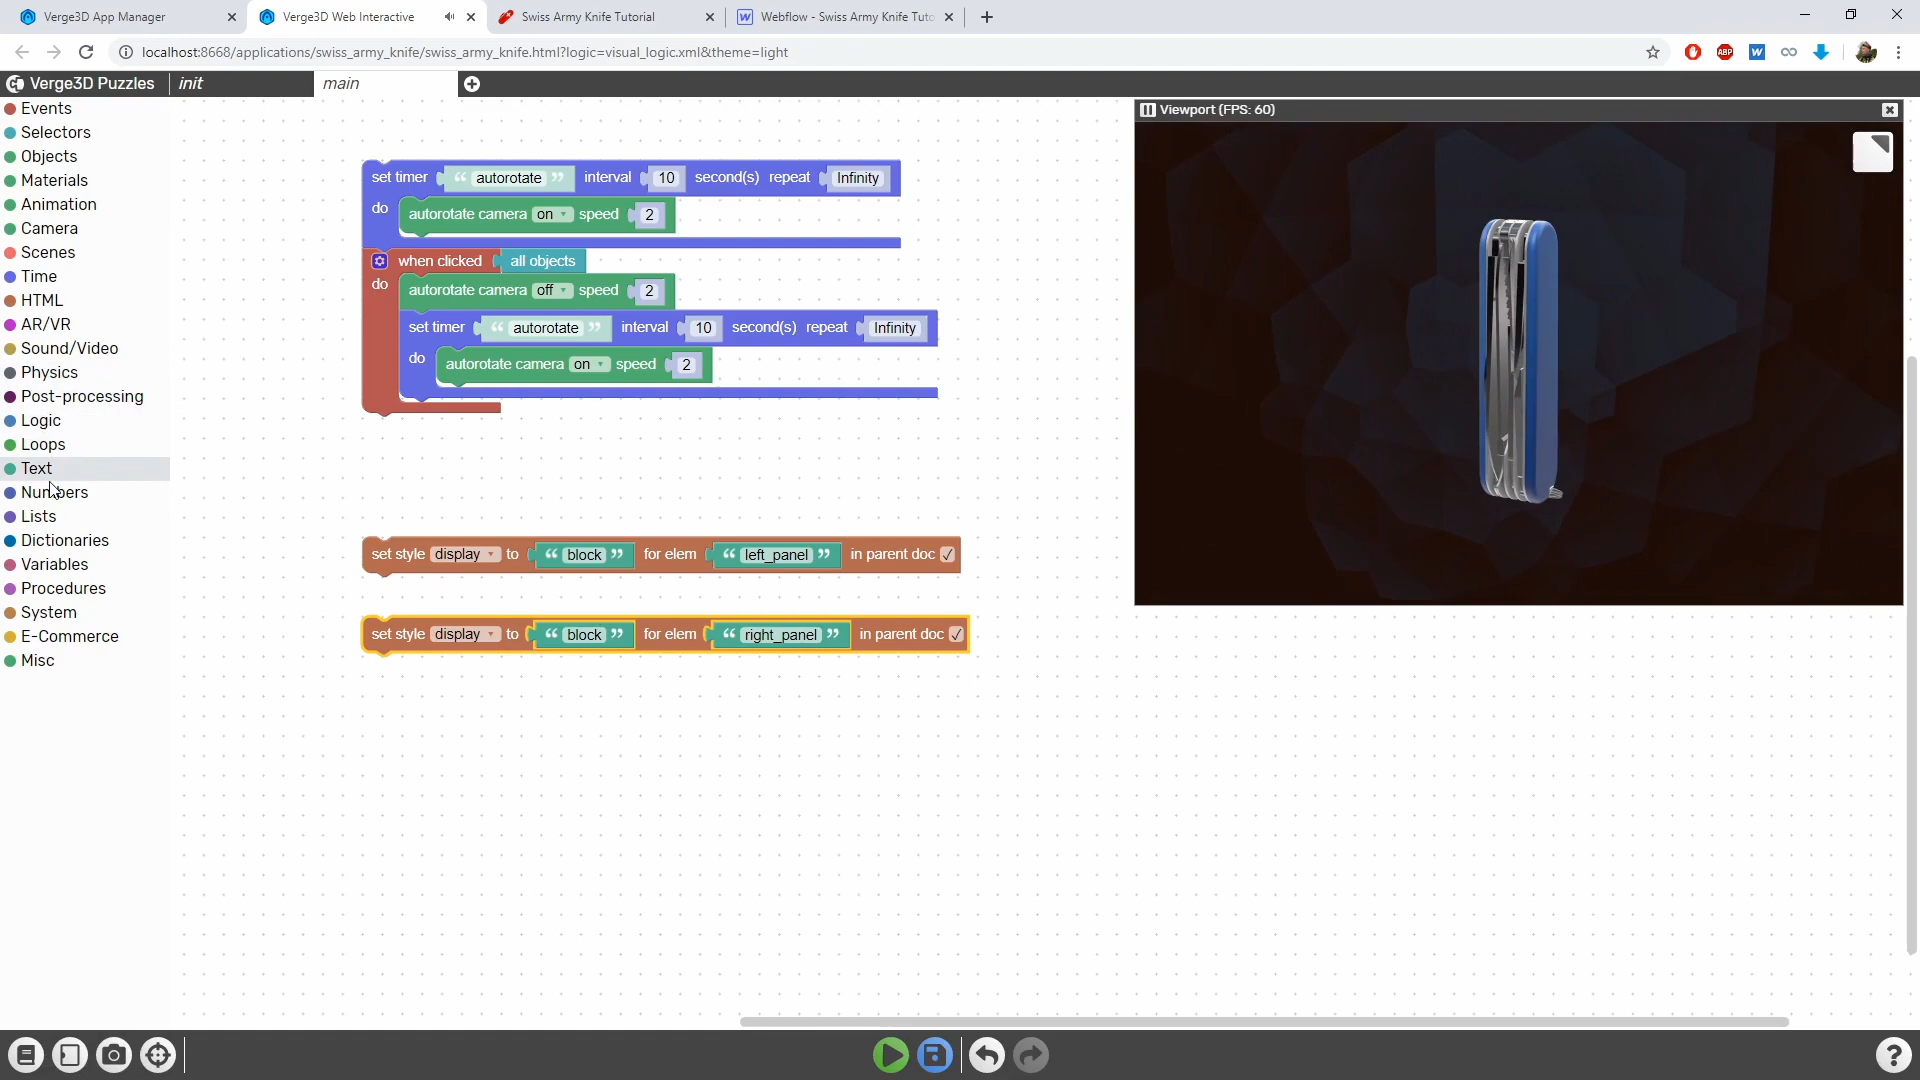 Verge3D App Manager
Verge3D Web Interactive
Swiss Army Knife Tutorial
Webflow - Swiss Army Knife Tuto
localhost:8668/applications/swiss_army_knife/swiss_army_knife.html?logic=visual_logic.xml&theme=light
ABP
W
Verge3D Puzzles
init
main
Events
Selectors
Objects
Materials
Animation
Camera
Scenes
Time
HTML
AR/VR
Sound/Video
Physics
Post-processing
Logic
Loops
Text
Numbers
Lists
Dictionaries
Variables
Procedures
System
E-Commerce
Misc
set timer “ autorotate ” interval 10 second(s) repeat Infinity
do autorotate camera on speed 2
when clicked all objects
do autorotate camera off speed 2
set timer “ autorotate ” interval 10 second(s) repeat Infinity
do autorotate camera on speed 2
set style display to “ block ” for elem “ left_panel ” in parent doc ✓
set style display to “ block ” for elem “ right_panel ” in parent doc ✓
Viewport (FPS: 60)
?